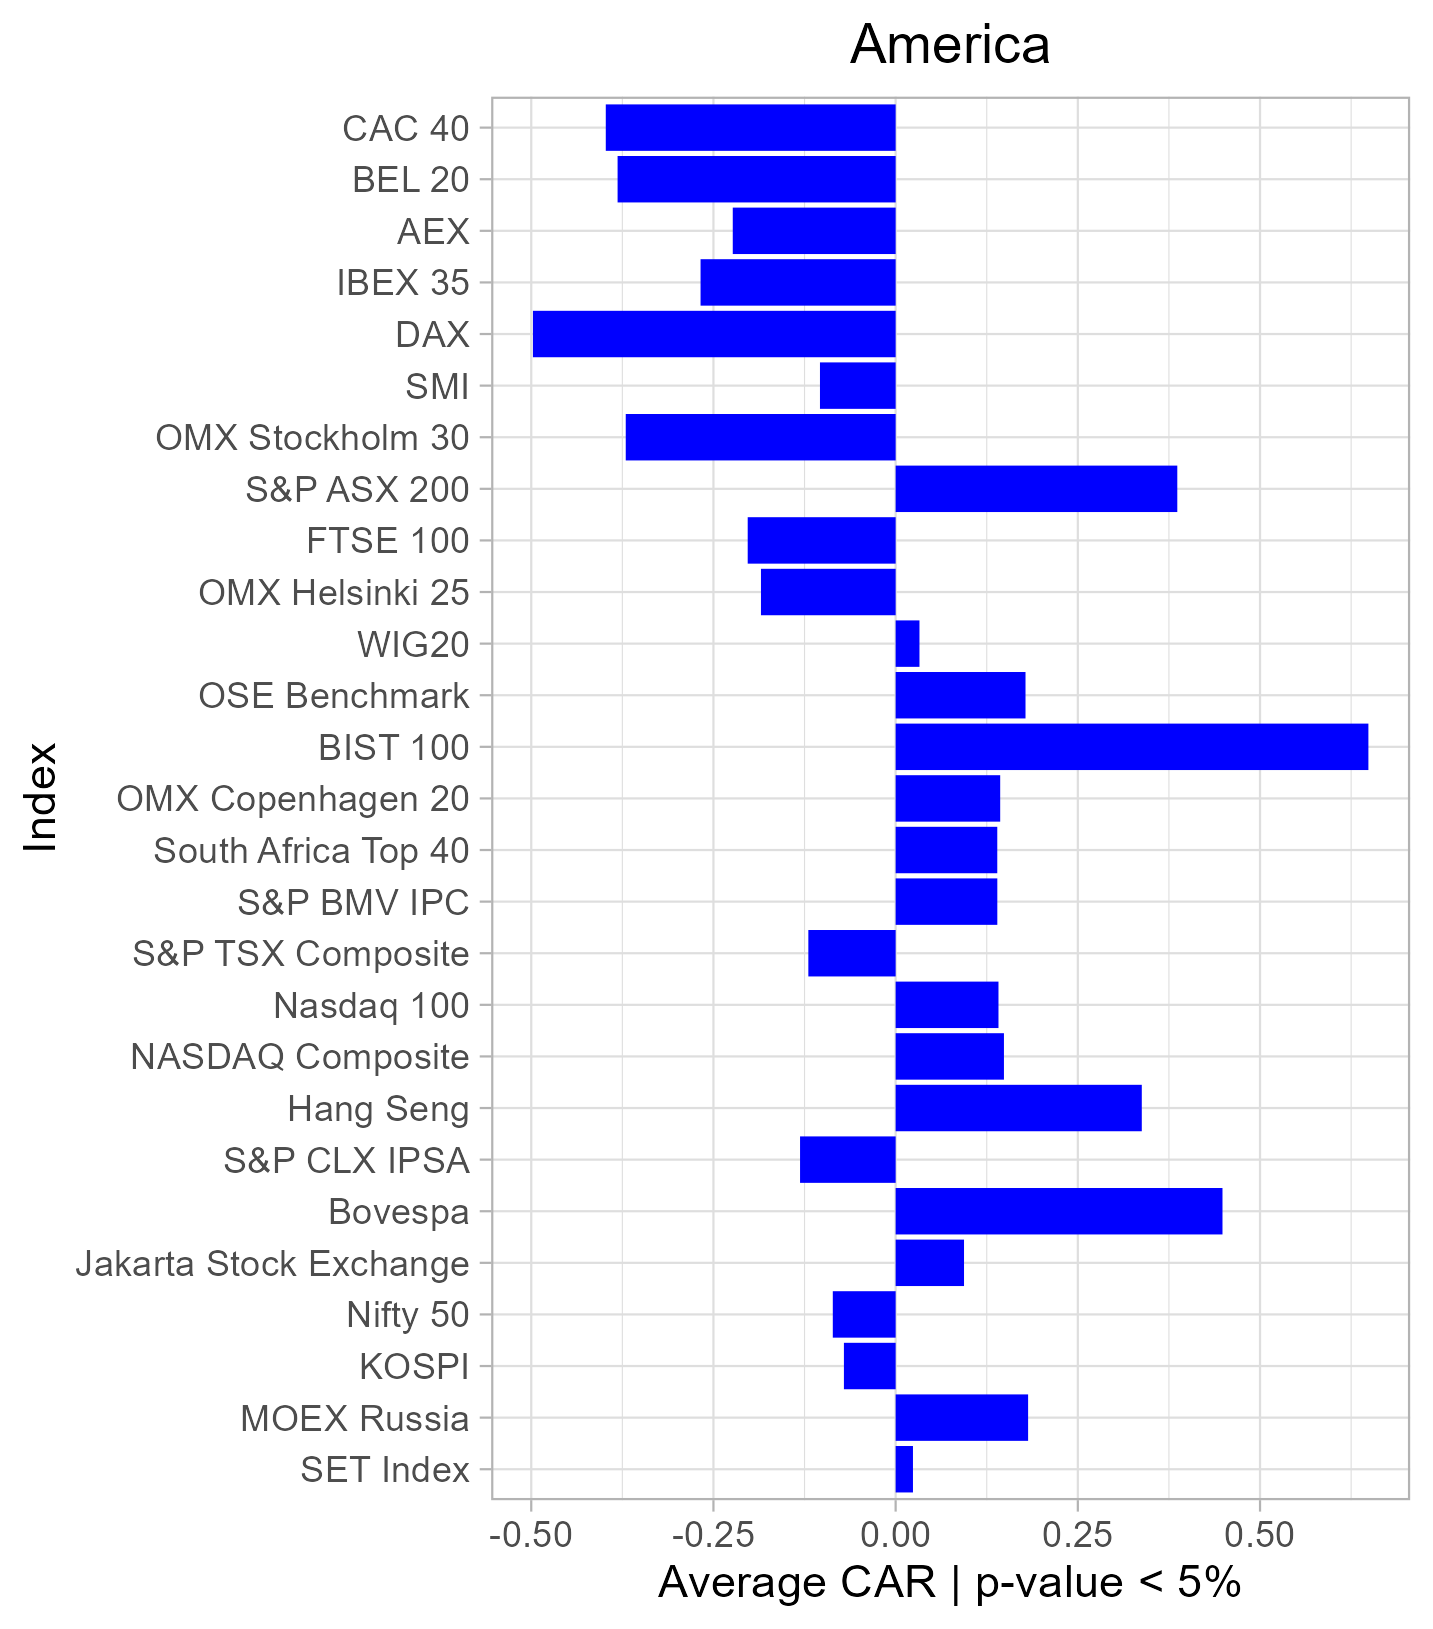 America
CAC 40
BEL 20
AEX
IBEX 35
DAX
SMI
OMX Stockholm 30
S&P ASX 200
FTSE 100
OMX Helsinki 25
WIG20
OSE Benchmark
BIST 100
OMX Copenhagen 20
South Africa Top 40
S&P BMV IPC
S&P TSX Composite
Nasdaq 100
NASDAQ Composite
Hang Seng
S&P CLX IPSA
Bovespa
Jakarta Stock Exchange
Nifty 50
KOSPI
MOEX Russia
SET Index
Index
-0.50 -0.25 0.00 0.25 0.50
Average CAR | p-value < 5%